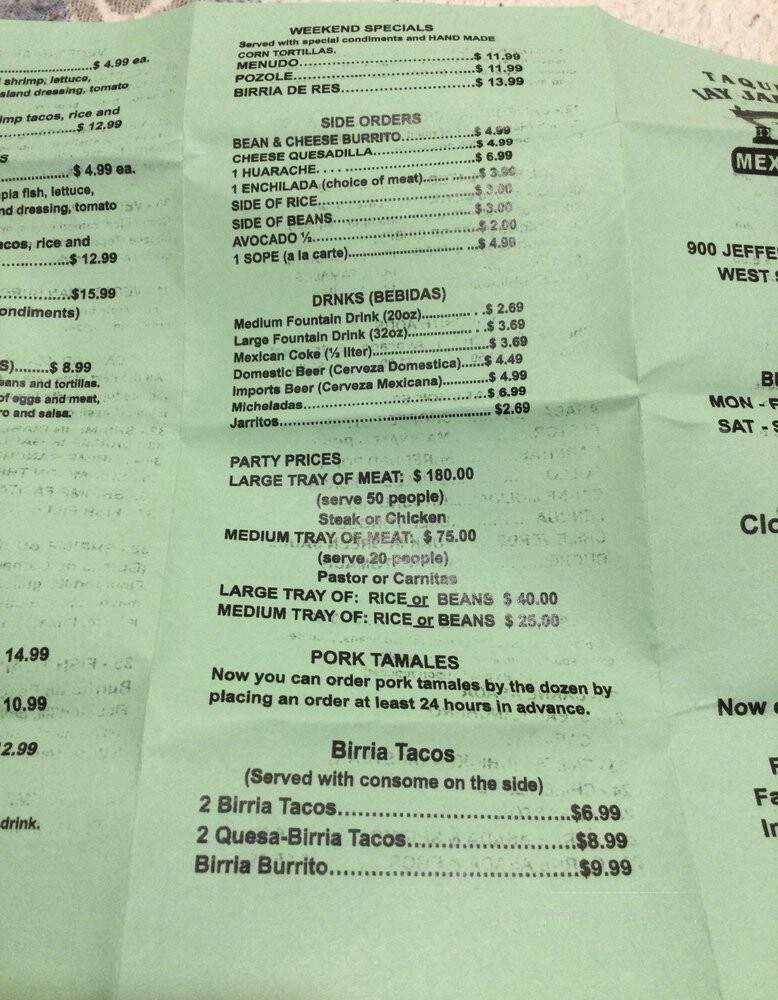 $ 4.99 ea.
shrimp, lettuce,
sland dressing, tomato
imp tacos, rice and
$ 12.99
S
$ 4.99 ea.
pia fish, lettuce,
nd dressing, tomato
acos, rice and
$ 12.99
$15.99
ondiments)
S).......$ 8.99
eans and tortillas.
of eggs and meat,
ro and salsa.
14.99
10.99
2.99
drink.
WEEKEND SPECIALS
Served with special condiments and HAND MADE
CORN TORTILLAS.
MENUDO...$ 11.99
POZOLE...$ 11.99
BIRRIA DE RES...$ 13.99
SIDE ORDERS
BEAN & CHEESE BURRITO...$ 4.99
CHEESE QUESADILLA...$ 4.99
1 HUARACHE...$ 6.99
1 ENCHILADA (choice of meat)...$ 3.99
SIDE OF RICE...$ 3.00
SIDE OF BEANS...$ 3.00
AVOCADO ½...$ 2.00
1 SOPE (a la carte)...$ 4.99
DRNKS (BEBIDAS)
Medium Fountain Drink (20oz)...$ 2.69
Large Fountain Drink (32oz)...$ 3.69
Mexican Coke (½ liter)...$ 3.69
Domestic Beer (Cerveza Domestica)...$ 4.49
Imports Beer (Cerveza Mexicana)...$ 4.99
Micheladas...$ 6.99
Jarritos...$2.69
PARTY PRICES
LARGE TRAY OF MEAT: $ 180.00
(serve 50 people)
Steak or Chicken
MEDIUM TRAY OF MEAT: $ 75.00
(serve 20 people)
Pastor or Carnitas
LARGE TRAY OF: RICE or BEANS $ 40.00
MEDIUM TRAY OF: RICE or BEANS $ 25.00
PORK TAMALES
Now you can order pork tamales by the dozen by
placing an order at least 24 hours in advance.
Birria Tacos
(Served with consome on the side)
2 Birria Tacos...$6.99
2 Quesa-Birria Tacos...$8.99
Birria Burrito...$9.99
TAQU
AY JA
MEX
900 JEFFE
WEST
B
MON - F
SAT - S
Clo
Now
F
Fa
In